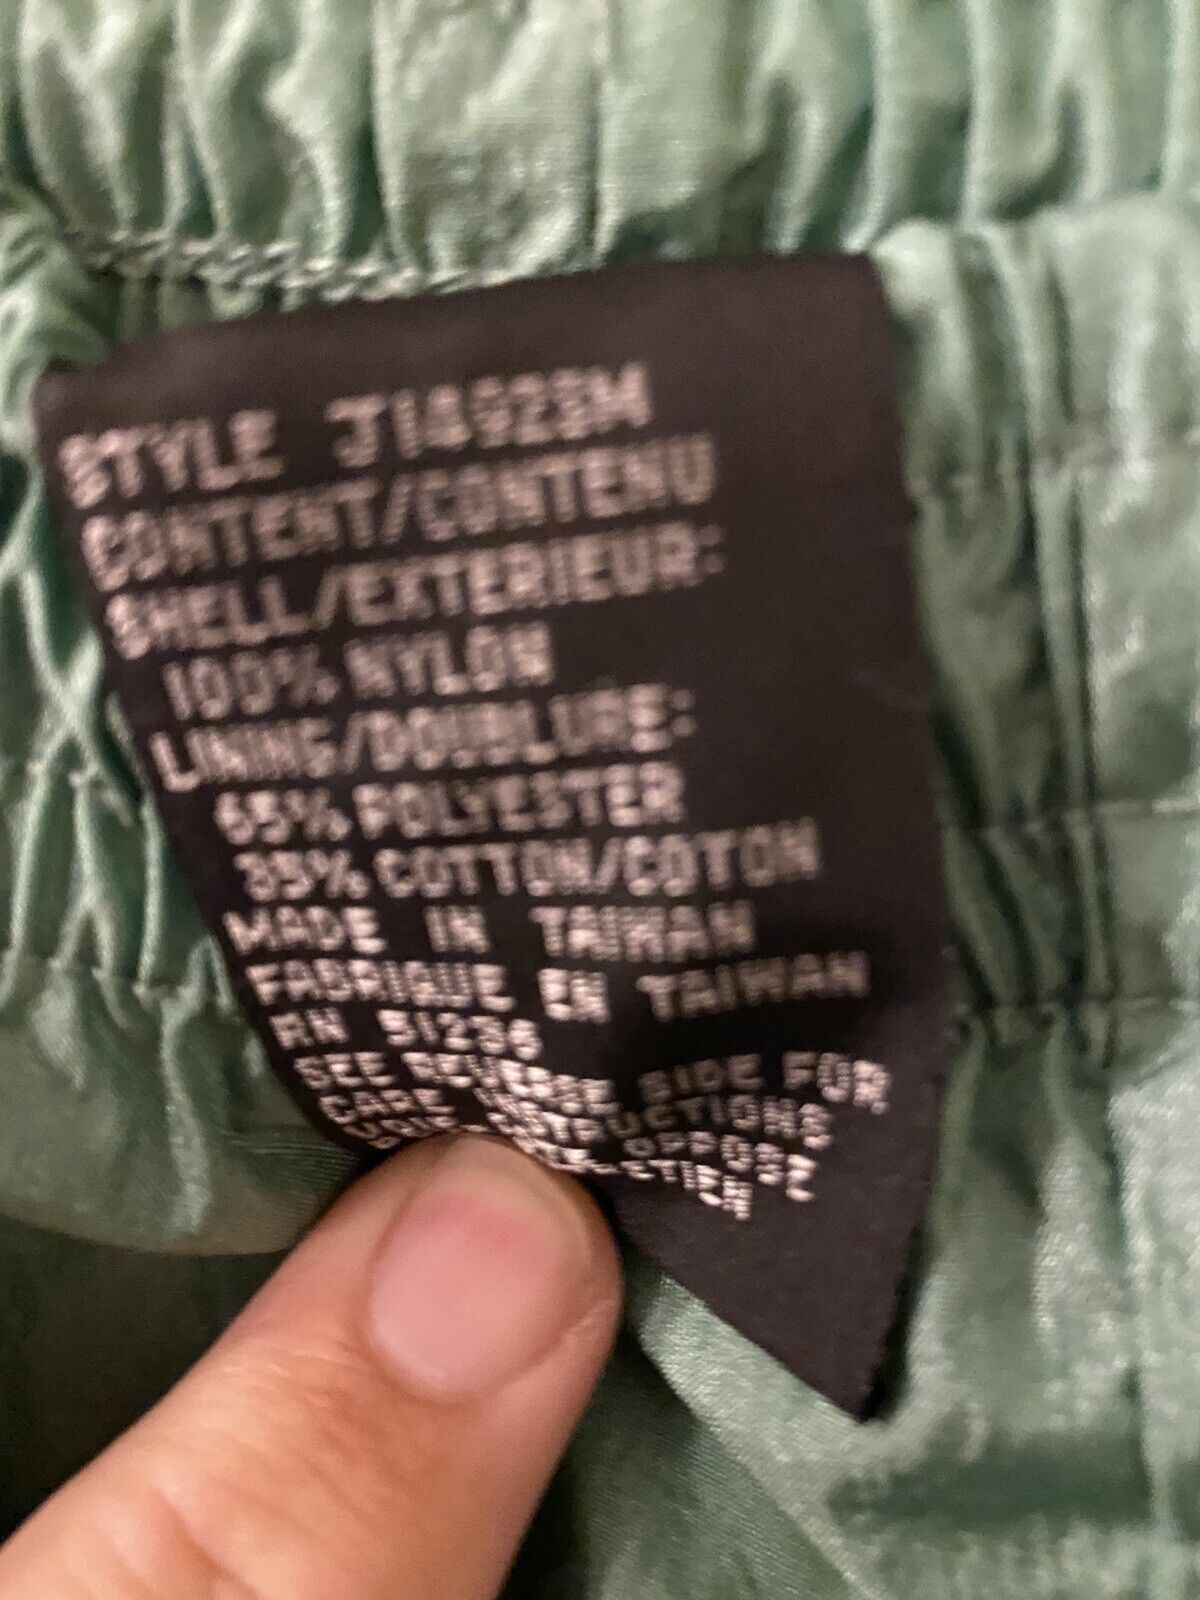 STYLE J14923M
CONTENT/CONTENU
SHELL/EXTERIEUR:
100% NYLON
LINING/DOUBLURE:
65% POLYESTER
35% COTTON/COTON
MADE IN TAIWAN
FABRIQUE EN TAIWAN
RN 51236
SEE REVERSE SIDE FOR
CARE INSTRUCTIONS
OPPOSE